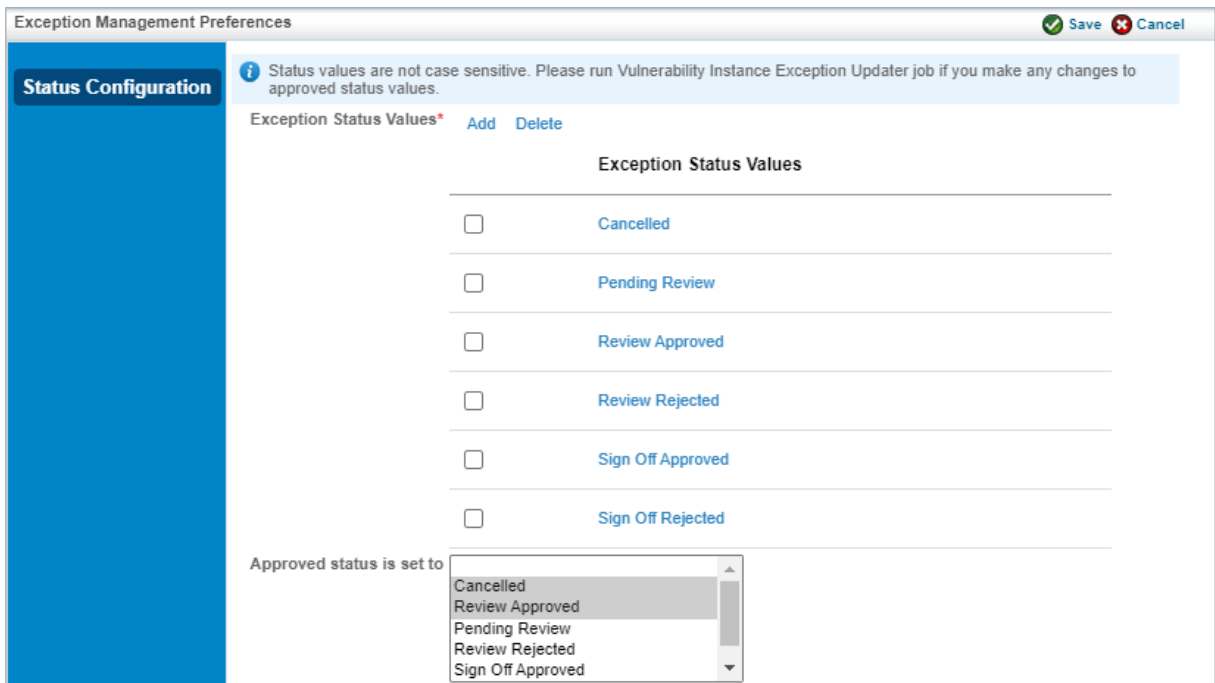 Exception Management Preferences
Save Cancel
Status Configuration
Status values are not case sensitive. Please run Vulnerability Instance Exception Updater job if you make any changes to
approved status values.
Exception Status Values* Add Delete
Exception Status Values
Cancelled
Pending Review
Review Approved
Review Rejected
Sign Off Approved
Sign Off Rejected
Approved status is set to
Cancelled
Review Approved
Pending Review
Review Rejected
Sign Off Approved